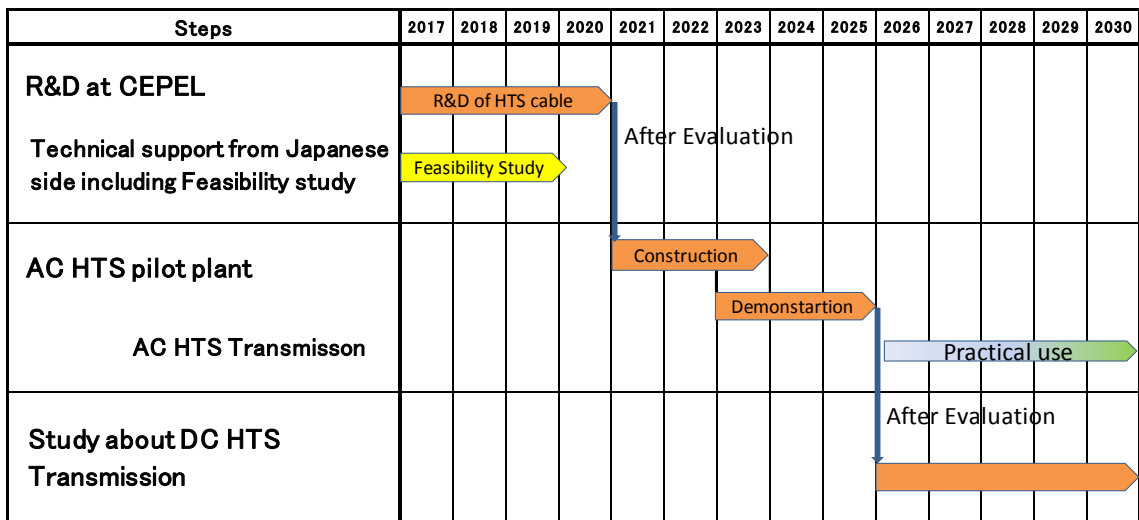 Steps 2017 2018 2019 2020 2021 2022 2023 2024 2025 2026 2027 2028 2029 2030
R&D at CEPEL
R&D of HTS cable
After Evaluation
Technical support from Japanese
side including Feasibility study
Feasibility Study
AC HTS pilot plant
Construction
Demonstartion
AC HTS Transmisson
Practical use
After Evaluation
Study about DC HTS
Transmission